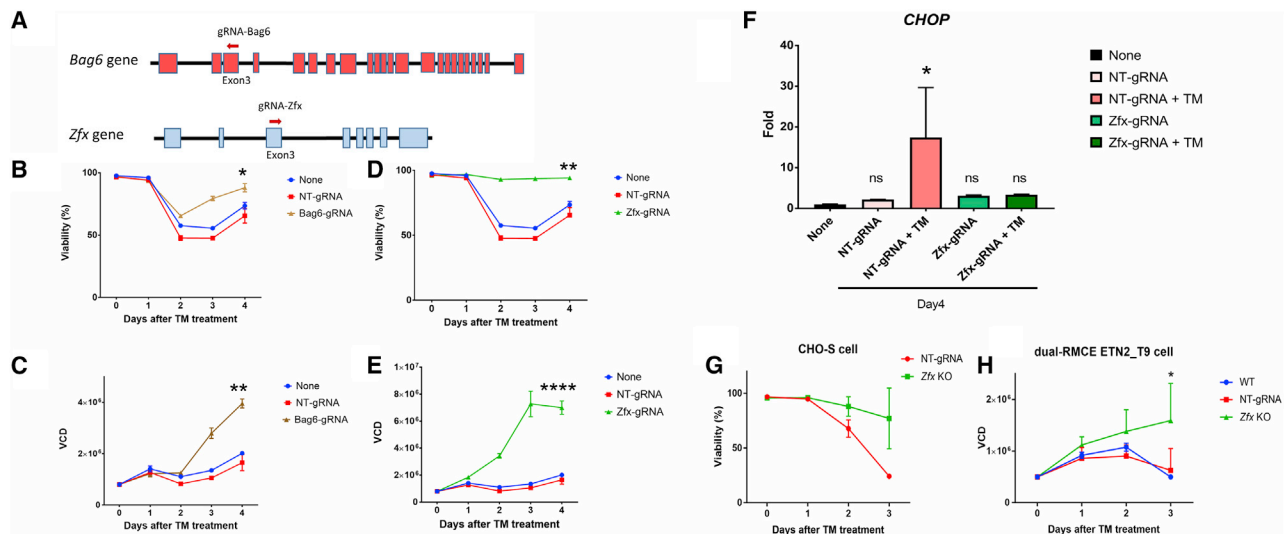 A
gRNA-Bag6
Bag6 gene
Exon3
gRNA-Zfx
Zfx gene
Exon3
B
100
50
0
Viability (%)
0 1 2 3 4
Days after TM treatment
*
None
NT-gRNA
Bag6-gRNA
D
100
50
0
Viability (%)
0 1 2 3 4
Days after TM treatment
**
None
NT-gRNA
Zfx-gRNA
C
4×10⁶
2×10⁶
0
VCD
0 1 2 3 4
Days after TM treatment
**
None
NT-gRNA
Bag6-gRNA
E
1×10⁷
8×10⁶
6×10⁶
4×10⁶
2×10⁶
0
VCD
0 1 2 3 4
Days after TM treatment
****
None
NT-gRNA
Zfx-gRNA
F
CHOP
40
30
20
10
0
Fold
ns
*
ns
ns
None
NT-gRNA
NT-gRNA + TM
Zfx-gRNA
Zfx-gRNA + TM
Day4
None
NT-gRNA
NT-gRNA + TM
Zfx-gRNA
Zfx-gRNA + TM
G
CHO-S cell
100
50
0
Viability (%)
0 1 2 3
Days after TM treatment
NT-gRNA
Zfx KO
H
dual-RMCE ETN2_T9 cell
0
VCD
0 1 2 3
Days after TM treatment
*
WT
NT-gRNA
Zfx KO